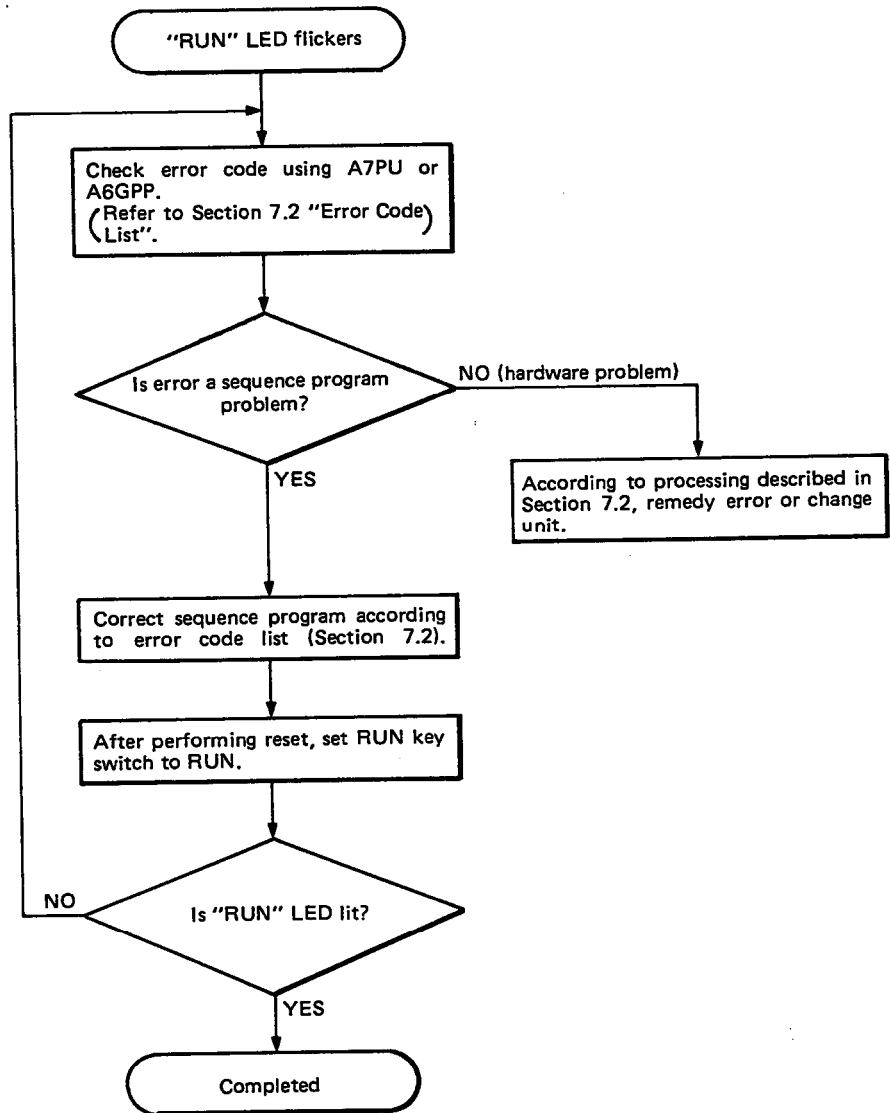 "RUN" LED flickers
Check error code using A7PU or
A6GPP.
(Refer to Section 7.2 "Error Code
List".)
Is error a sequence program
problem?
NO (hardware problem)
YES
According to processing described in
Section 7.2, remedy error or change
unit.
Correct sequence program according
to error code list (Section 7.2).
After performing reset, set RUN key
switch to RUN.
Is "RUN" LED lit?
NO
YES
Completed